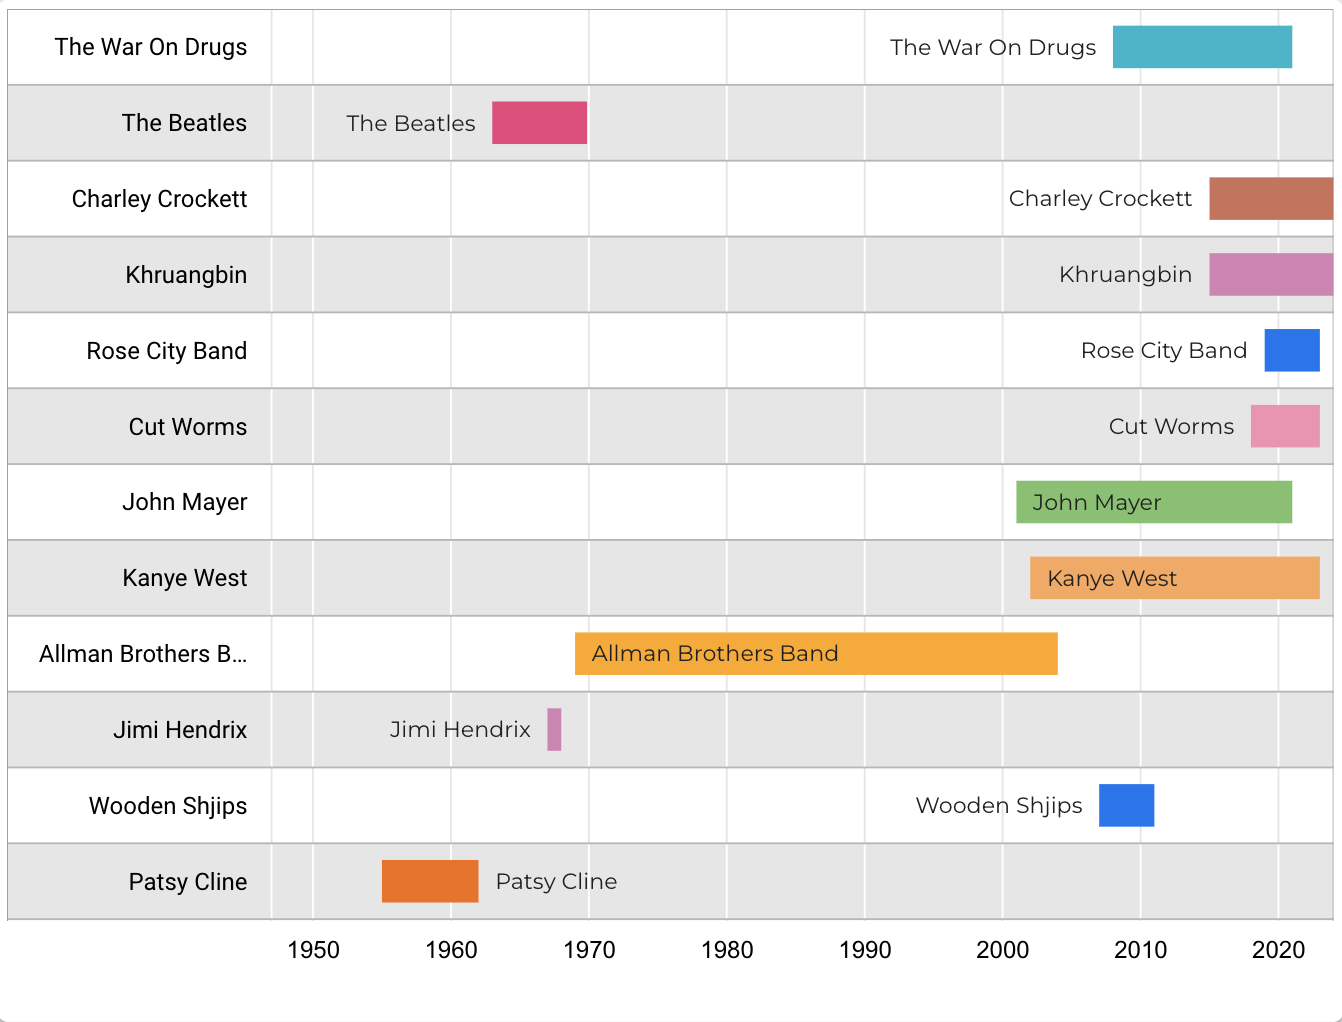 The War On Drugs The War On Drugs
The Beatles The Beatles
Charley Crockett Charley Crockett
Khruangbin Khruangbin
Rose City Band Rose City Band
Cut Worms Cut Worms
John Mayer John Mayer
Kanye West Kanye West
Allman Brothers B... Allman Brothers Band
Jimi Hendrix Jimi Hendrix
Wooden Shjips Wooden Shjips
Patsy Cline Patsy Cline
1950 1960 1970 1980 1990 2000 2010 2020